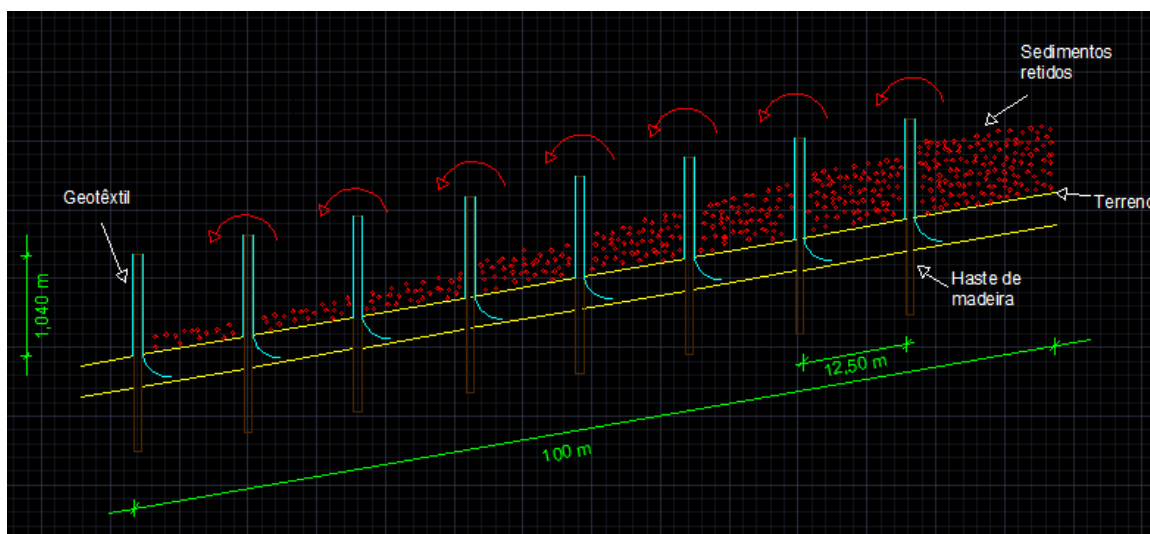 Sedimentos
retidos
Geotêxtil
Terreno
1,040 m
Haste de
madeira
12,50 m
100 m